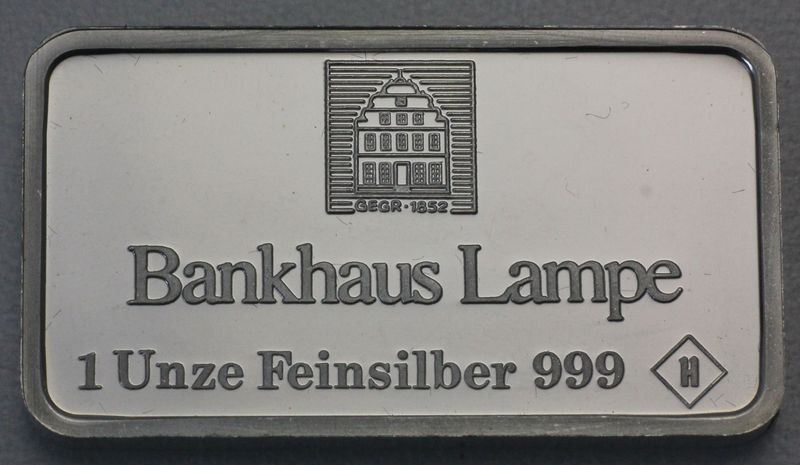 GEGR·1852
Bankhaus Lampe
1 Unze Feinsilber 999 H